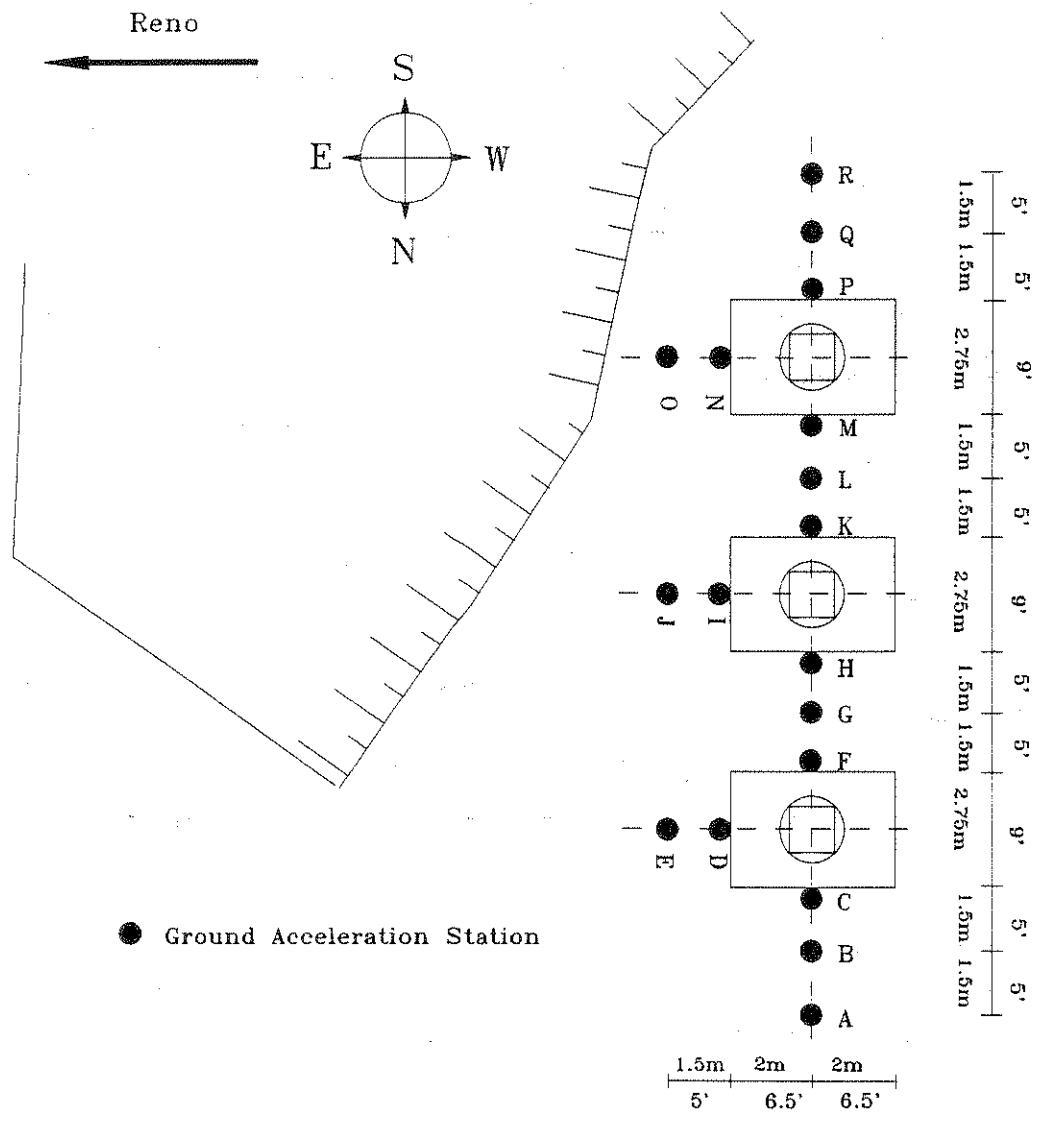 Reno
S
E W
N
R
Q
P
O N
M
L
K
J I
H
G
F
E D
C
B
A
1.5m 5'
1.5m 5'
2.75m 9'
1.5m 5'
1.5m 5'
2.75m 9'
1.5m 5'
1.5m 5'
2.75m 9'
1.5m 5'
1.5m 5'
Ground Acceleration Station
1.5m 2m 2m
5' 6.5' 6.5'